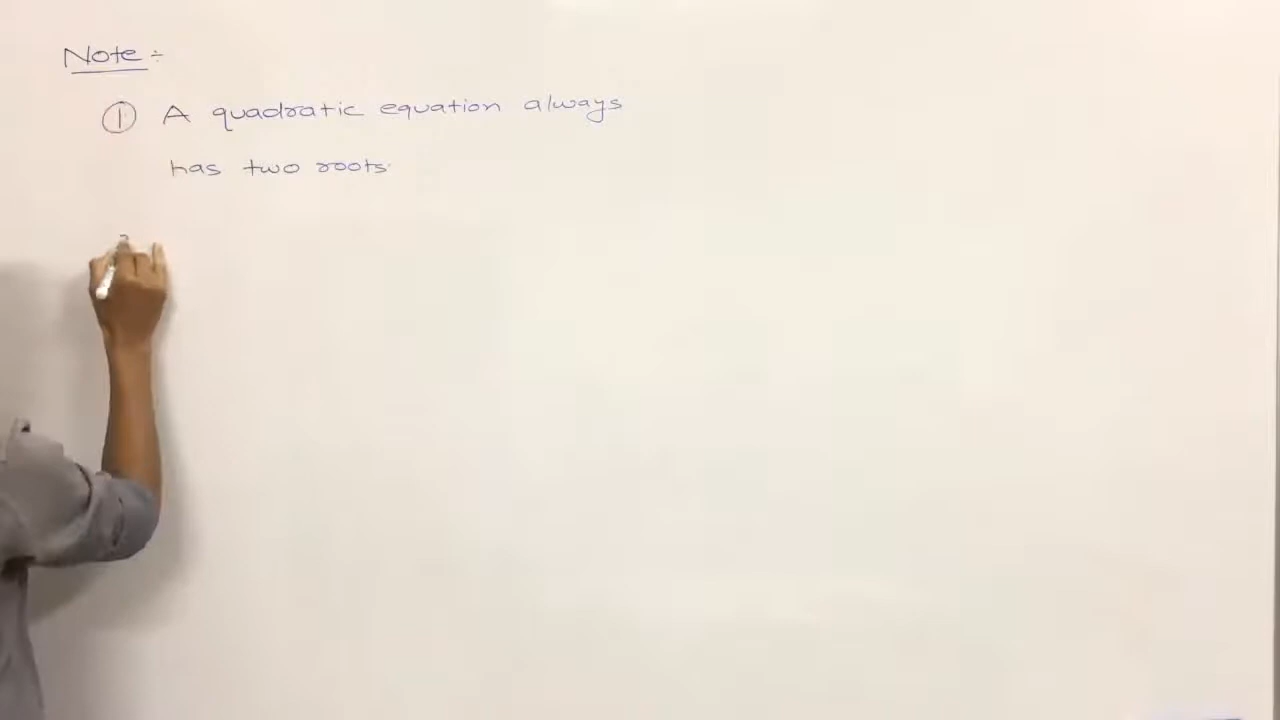 Note ÷
① A quadratic equation always
has two roots.